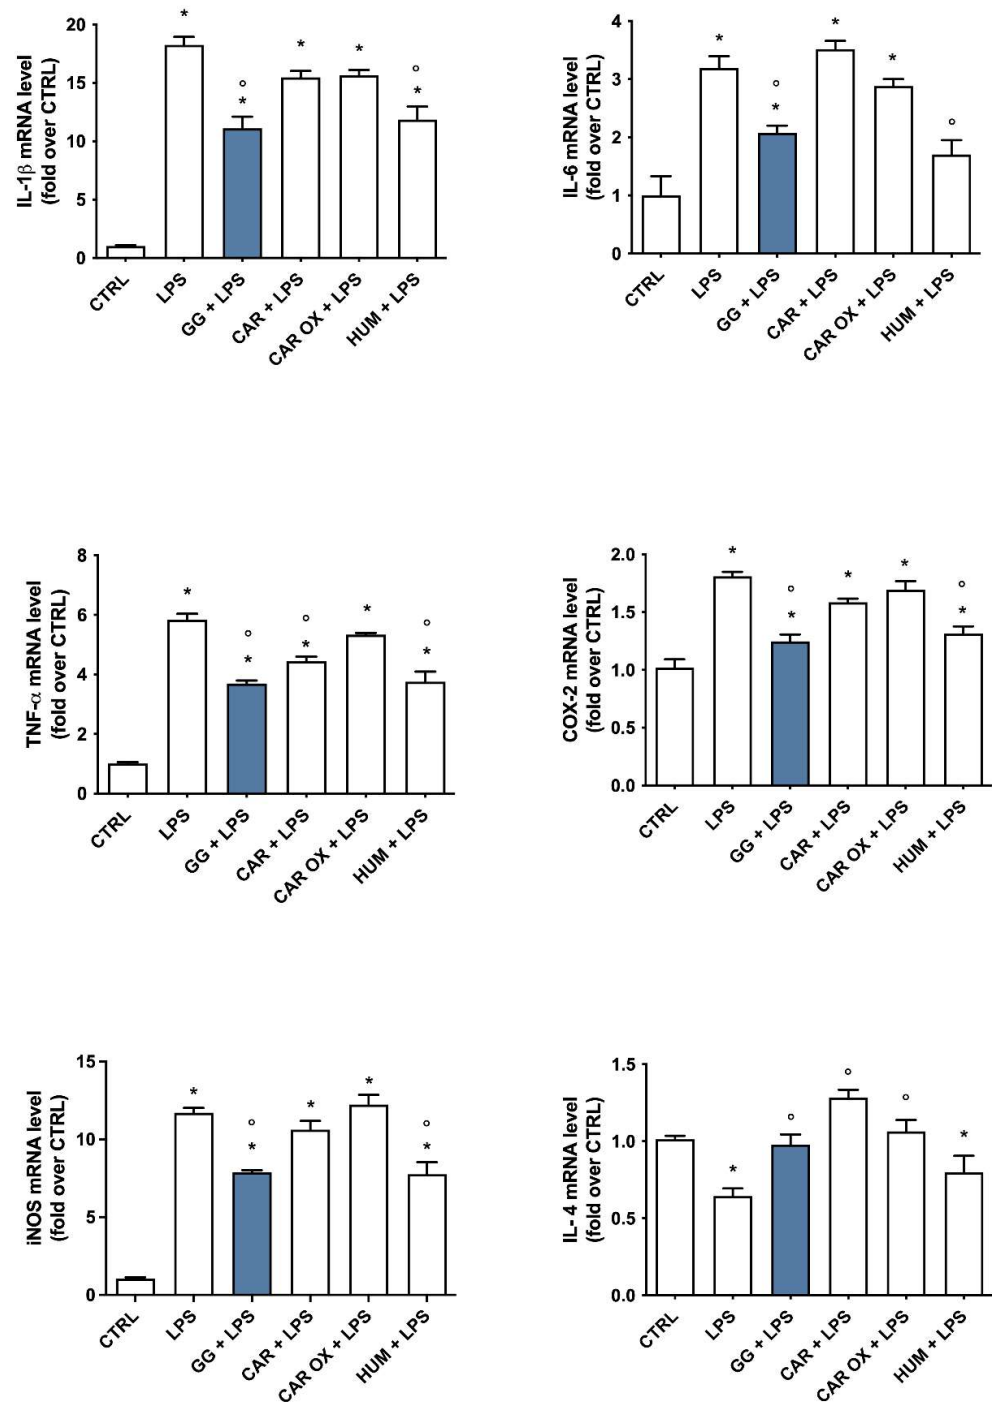 IL-1β mRNA level
(fold over CTRL)
20
15
10
5
0
*
°
*
*
*
°
*
CTRL
LPS
GG + LPS
CAR + LPS
CAR OX + LPS
HUM + LPS
IL-6 mRNA level
(fold over CTRL)
4
3
2
1
0
*
°
*
*
*
°
CTRL
LPS
GG + LPS
CAR + LPS
CAR OX + LPS
HUM + LPS
TNF-α mRNA level
(fold over CTRL)
8
6
4
2
0
*
°
*
°
*
*
°
*
CTRL
LPS
GG + LPS
CAR + LPS
CAR OX + LPS
HUM + LPS
COX-2 mRNA level
(fold over CTRL)
2.0
1.5
1.0
0.5
0.0
*
°
*
*
*
°
*
CTRL
LPS
GG + LPS
CAR + LPS
CAR OX + LPS
HUM + LPS
iNOS mRNA level
(fold over CTRL)
15
10
5
0
*
°
*
*
*
°
*
CTRL
LPS
GG + LPS
CAR + LPS
CAR OX + LPS
HUM + LPS
IL- 4 mRNA level
(fold over CTRL)
1.5
1.0
0.5
0.0
*
°
°
°
*
CTRL
LPS
GG + LPS
CAR + LPS
CAR OX + LPS
HUM + LPS